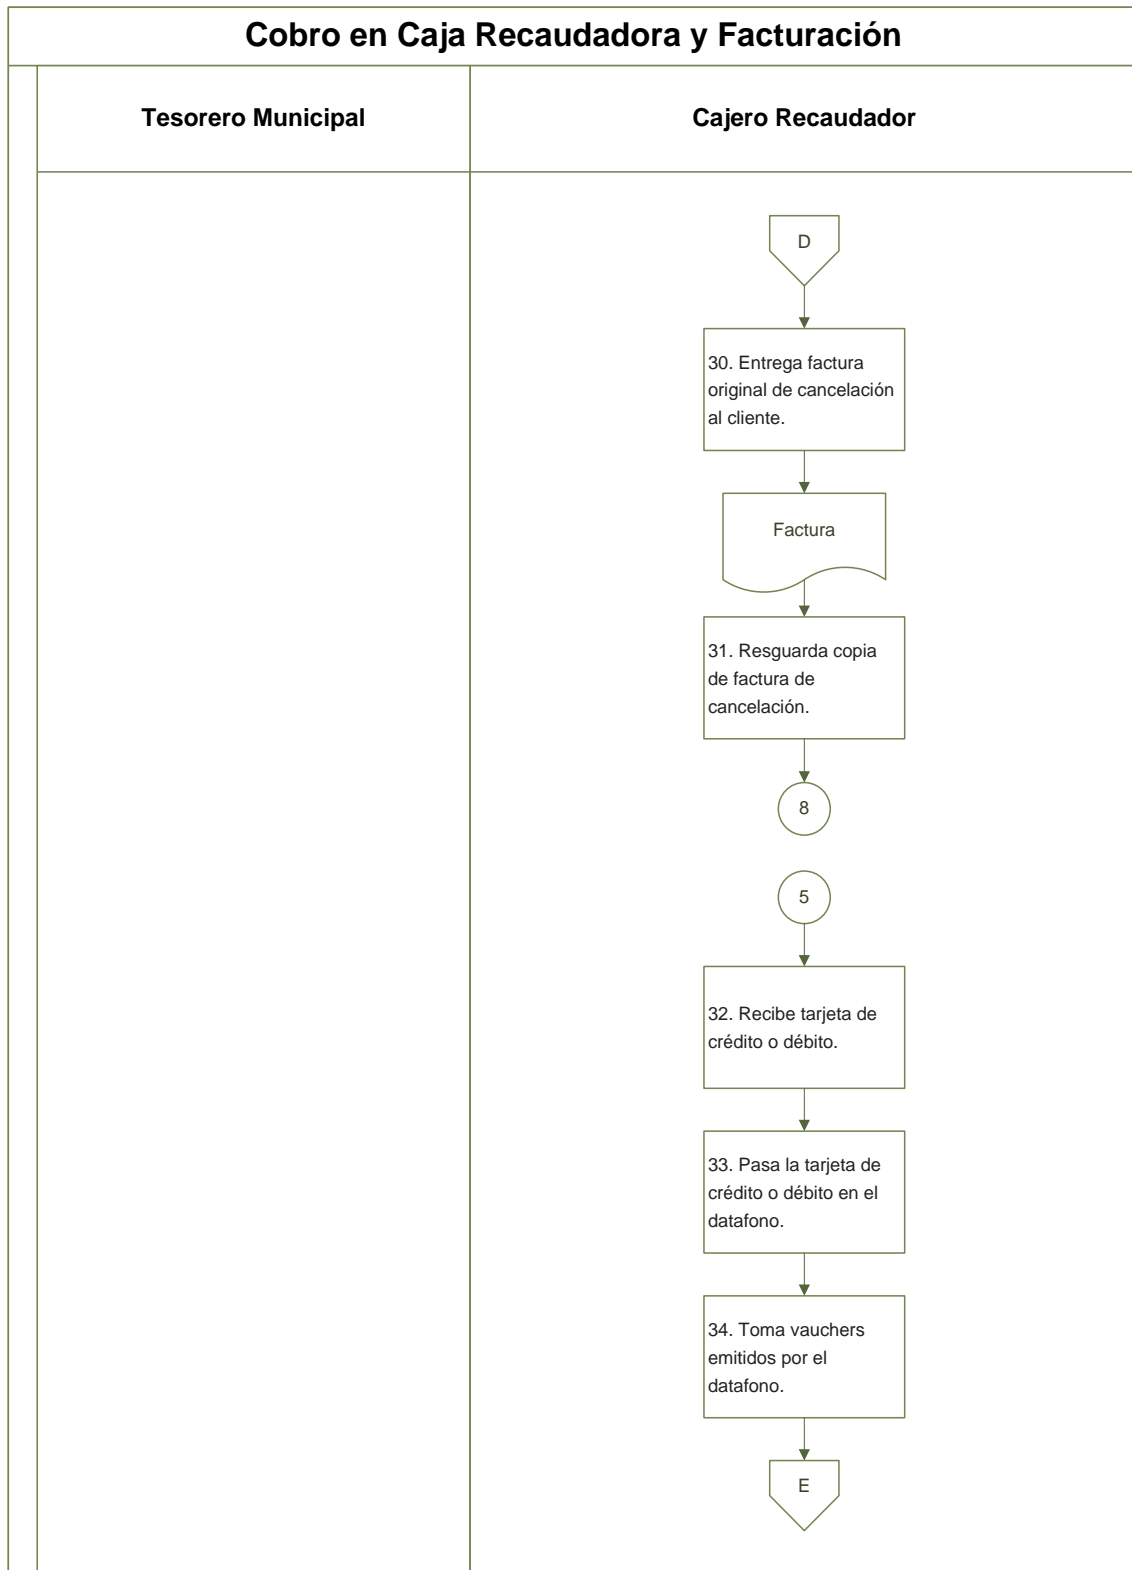 Cobro en Caja Recaudadora y Facturación
Tesorero Municipal
Cajero Recaudador
D
30. Entrega factura
original de cancelación
al cliente.
Factura
31. Resguarda copia
de factura de
cancelación.
8
5
32. Recibe tarjeta de
crédito o débito.
33. Pasa la tarjeta de
crédito o débito en el
datafono.
34. Toma vauchers
emitidos por el
datafono.
E